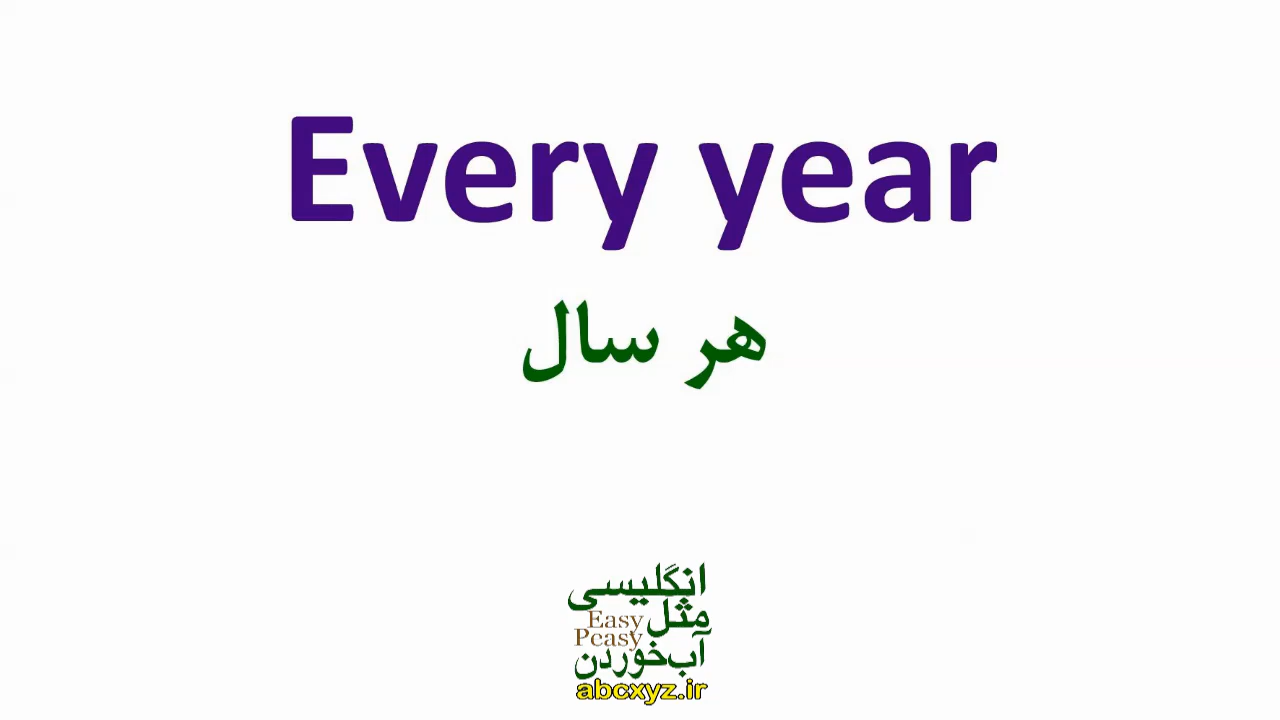 Every year
هر سال
انگلیسی
مثل
Easy
Peasy
آب خوردن
abcxyz.ir